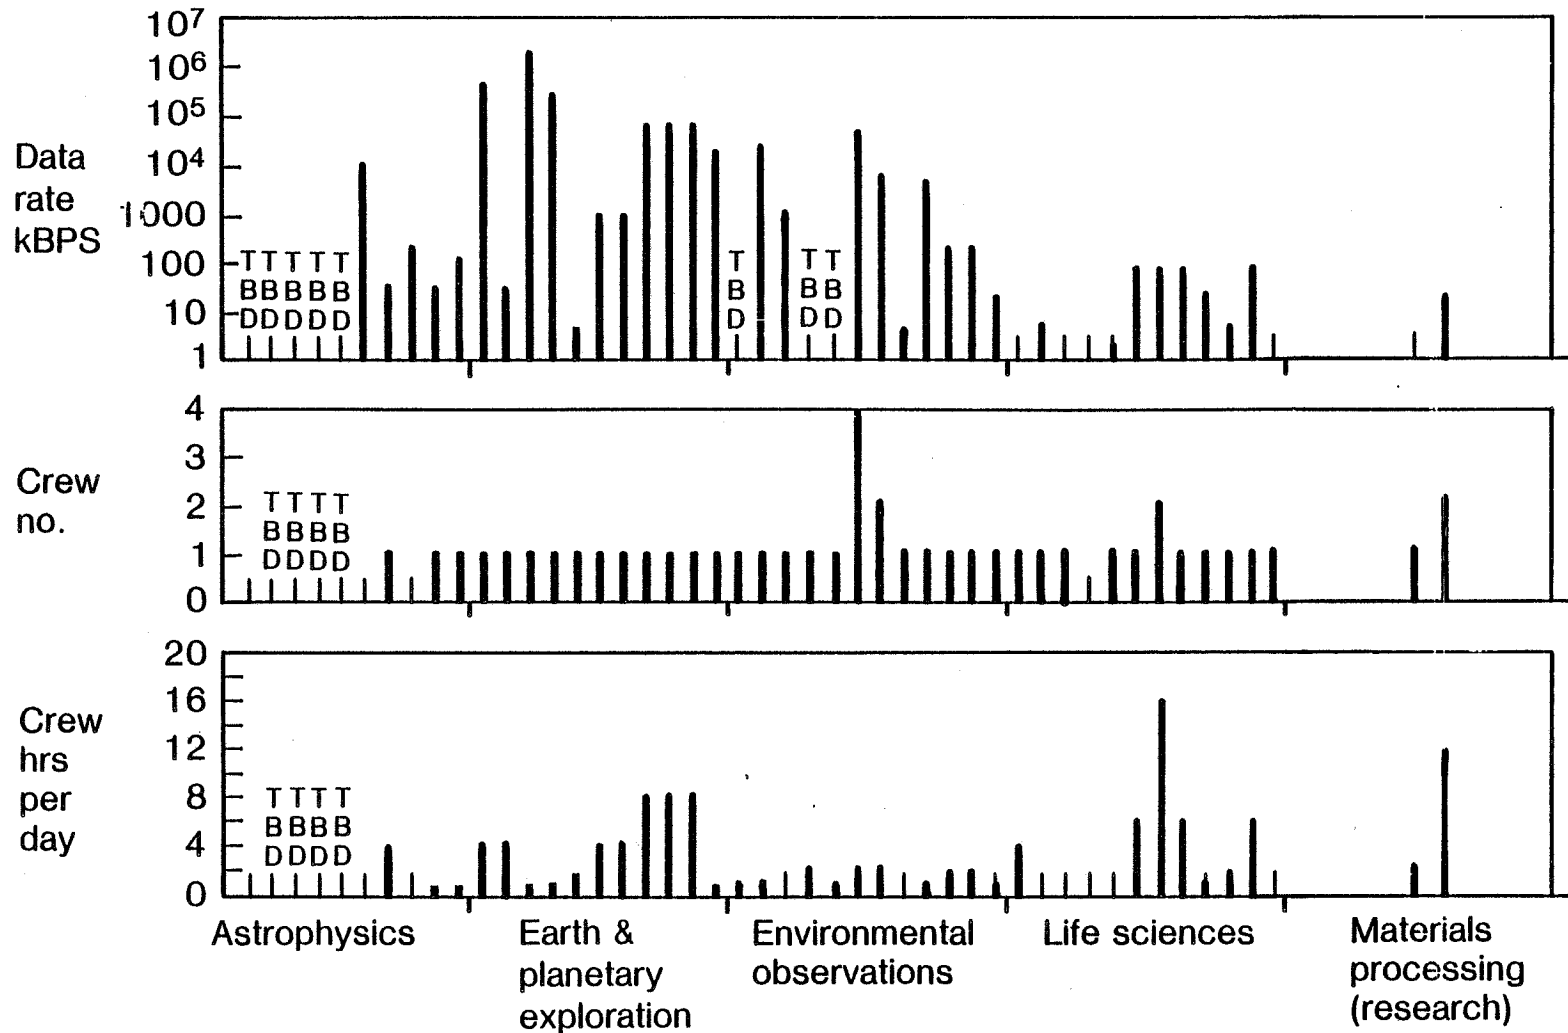 10⁷
10⁶
10⁵
10⁴
1000
100
10
1
Data
rate
kBPS
T T T T T
B B B B B
D D D D D
T
B
D
T T
B B
D D
4
3
2
1
0
Crew
no.
T T T T
B B B B
D D D D
20
16
12
8
4
0
Crew
hrs
per
day
T T T T
B B B B
D D D D
Astrophysics
Earth &
planetary
exploration
Environmental
observations
Life sciences
Materials
processing
(research)